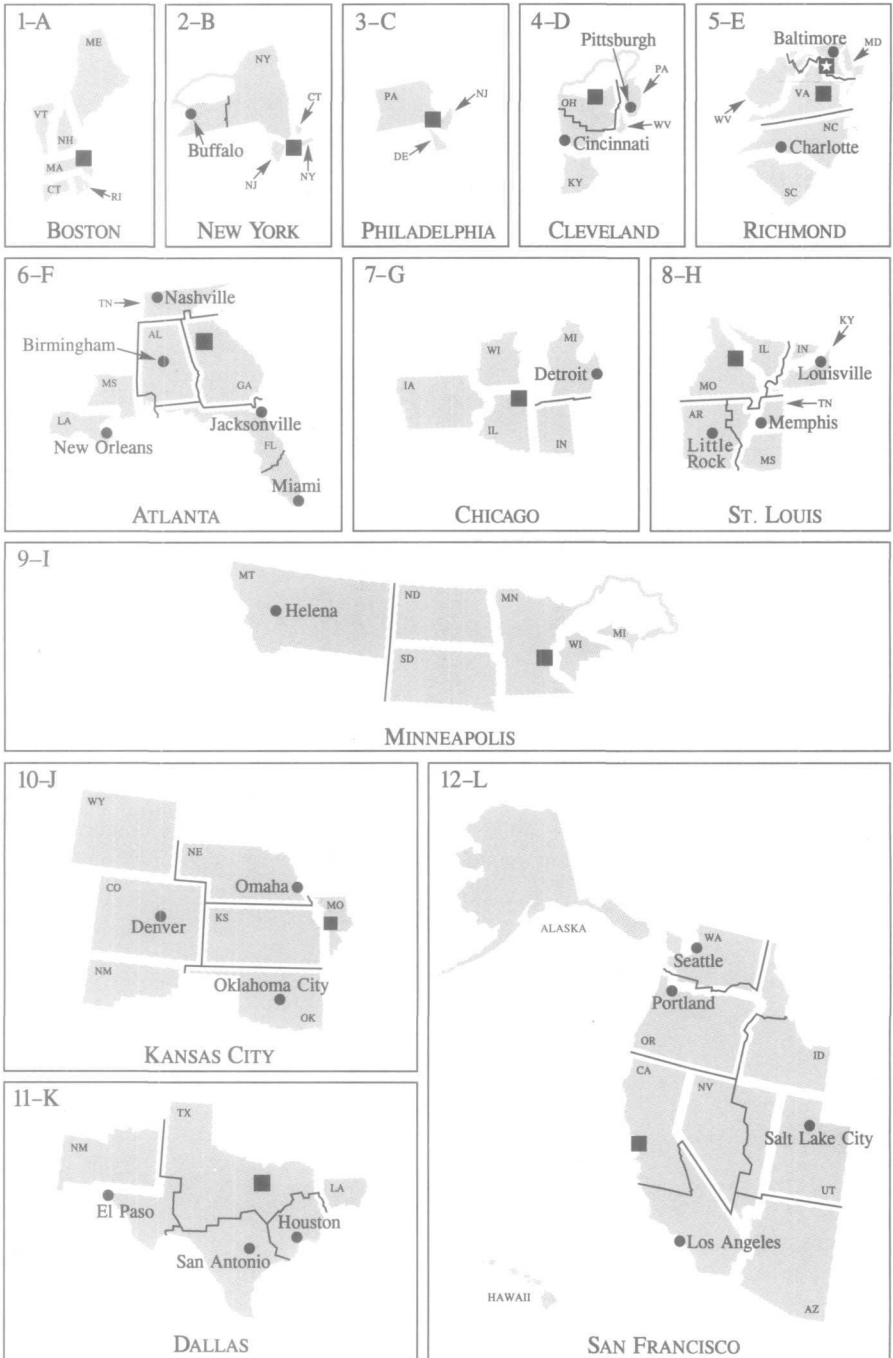 1–A
ME
VT
NH
MA
CT
RI
BOSTON
2–B
NY
CT
Buffalo
NJ
NY
NEW YORK
3–C
PA
NJ
DE
PHILADELPHIA
4–D
Pittsburgh
PA
OH
WV
Cincinnati
KY
CLEVELAND
5–E
Baltimore
MD
VA
WV
NC
Charlotte
SC
RICHMOND
6–F
TN
Nashville
AL
Birmingham
MS
GA
LA
Jacksonville
New Orleans
FL
Miami
ATLANTA
7–G
MI
WI
Detroit
IA
IL
IN
CHICAGO
8–H
KY
IL
IN
Louisville
MO
TN
AR
Memphis
Little
Rock
MS
ST. LOUIS
9–I
MT
ND
MN
Helena
MI
WI
SD
MINNEAPOLIS
10–J
WY
NE
Omaha
CO
MO
KS
Denver
NM
Oklahoma City
OK
KANSAS CITY
11–K
TX
NM
LA
El Paso
Houston
San Antonio
DALLAS
12–L
ALASKA
WA
Seattle
Portland
OR
ID
CA
NV
Salt Lake City
UT
Los Angeles
HAWAII
AZ
SAN FRANCISCO